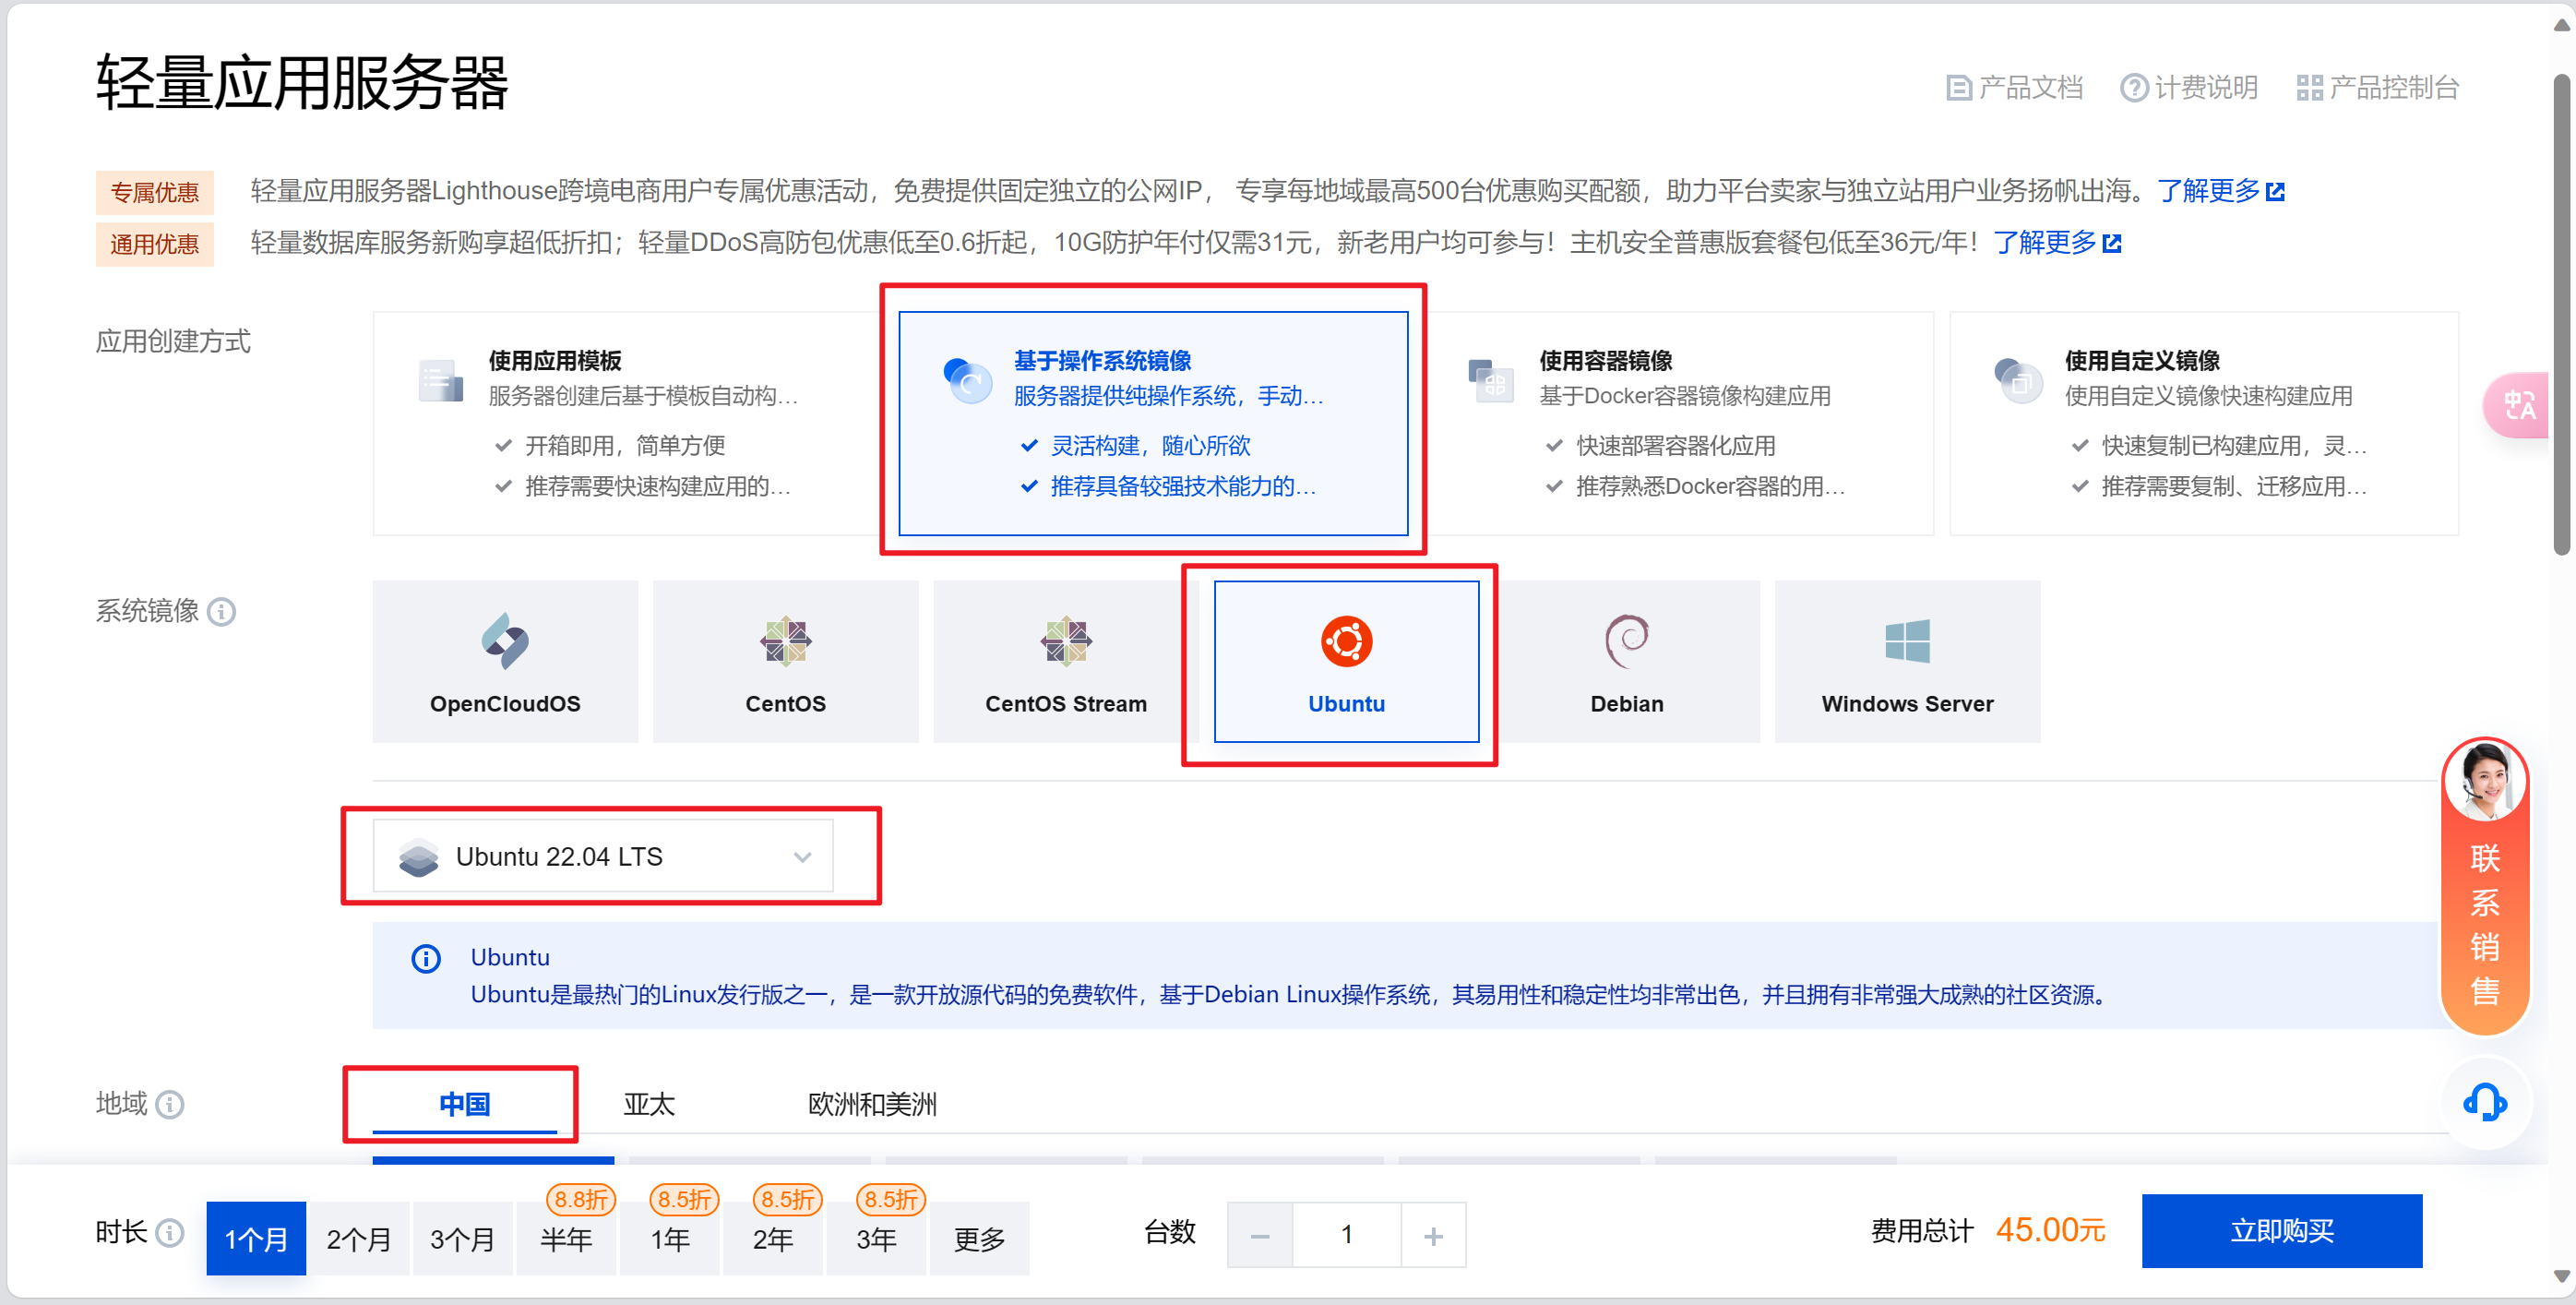 轻量应用服务器
产品文档 计费说明 产品控制台
专属优惠 轻量应用服务器Lighthouse跨境电商用户专属优惠活动，免费提供固定独立的公网IP， 专享每地域最高500台优惠购买配额，助力平台卖家与独立站用户业务扬帆出海。了解更多
通用优惠 轻量数据库服务新购享超低折扣；轻量DDoS高防包优惠低至0.6折起，10G防护年付仅需31元，新老用户均可参与！主机安全普惠版套餐包低至36元/年！了解更多
应用创建方式
使用应用模板
服务器创建后基于模板自动构...
开箱即用，简单方便
推荐需要快速构建应用的...
基于操作系统镜像
服务器提供纯操作系统，手动...
灵活构建，随心所欲
推荐具备较强技术能力的...
使用容器镜像
基于Docker容器镜像构建应用
快速部署容器化应用
推荐熟悉Docker容器的用...
使用自定义镜像
使用自定义镜像快速构建应用
快速复制已构建应用，灵...
推荐需要复制、迁移应用...
中A
系统镜像
OpenCloudOS CentOS CentOS Stream Ubuntu Debian Windows Server
Ubuntu 22.04 LTS
Ubuntu
Ubuntu是最热门的Linux发行版之一，是一款开放源代码的免费软件，基于Debian Linux操作系统，其易用性和稳定性均非常出色，并且拥有非常强大成熟的社区资源。
联系销售
地域 中国 亚太 欧洲和美洲
8.8折 8.5折 8.5折 8.5折
时长 1个月 2个月 3个月 半年 1年 2年 3年 更多 台数 − 1 + 费用总计 45.00元 立即购买